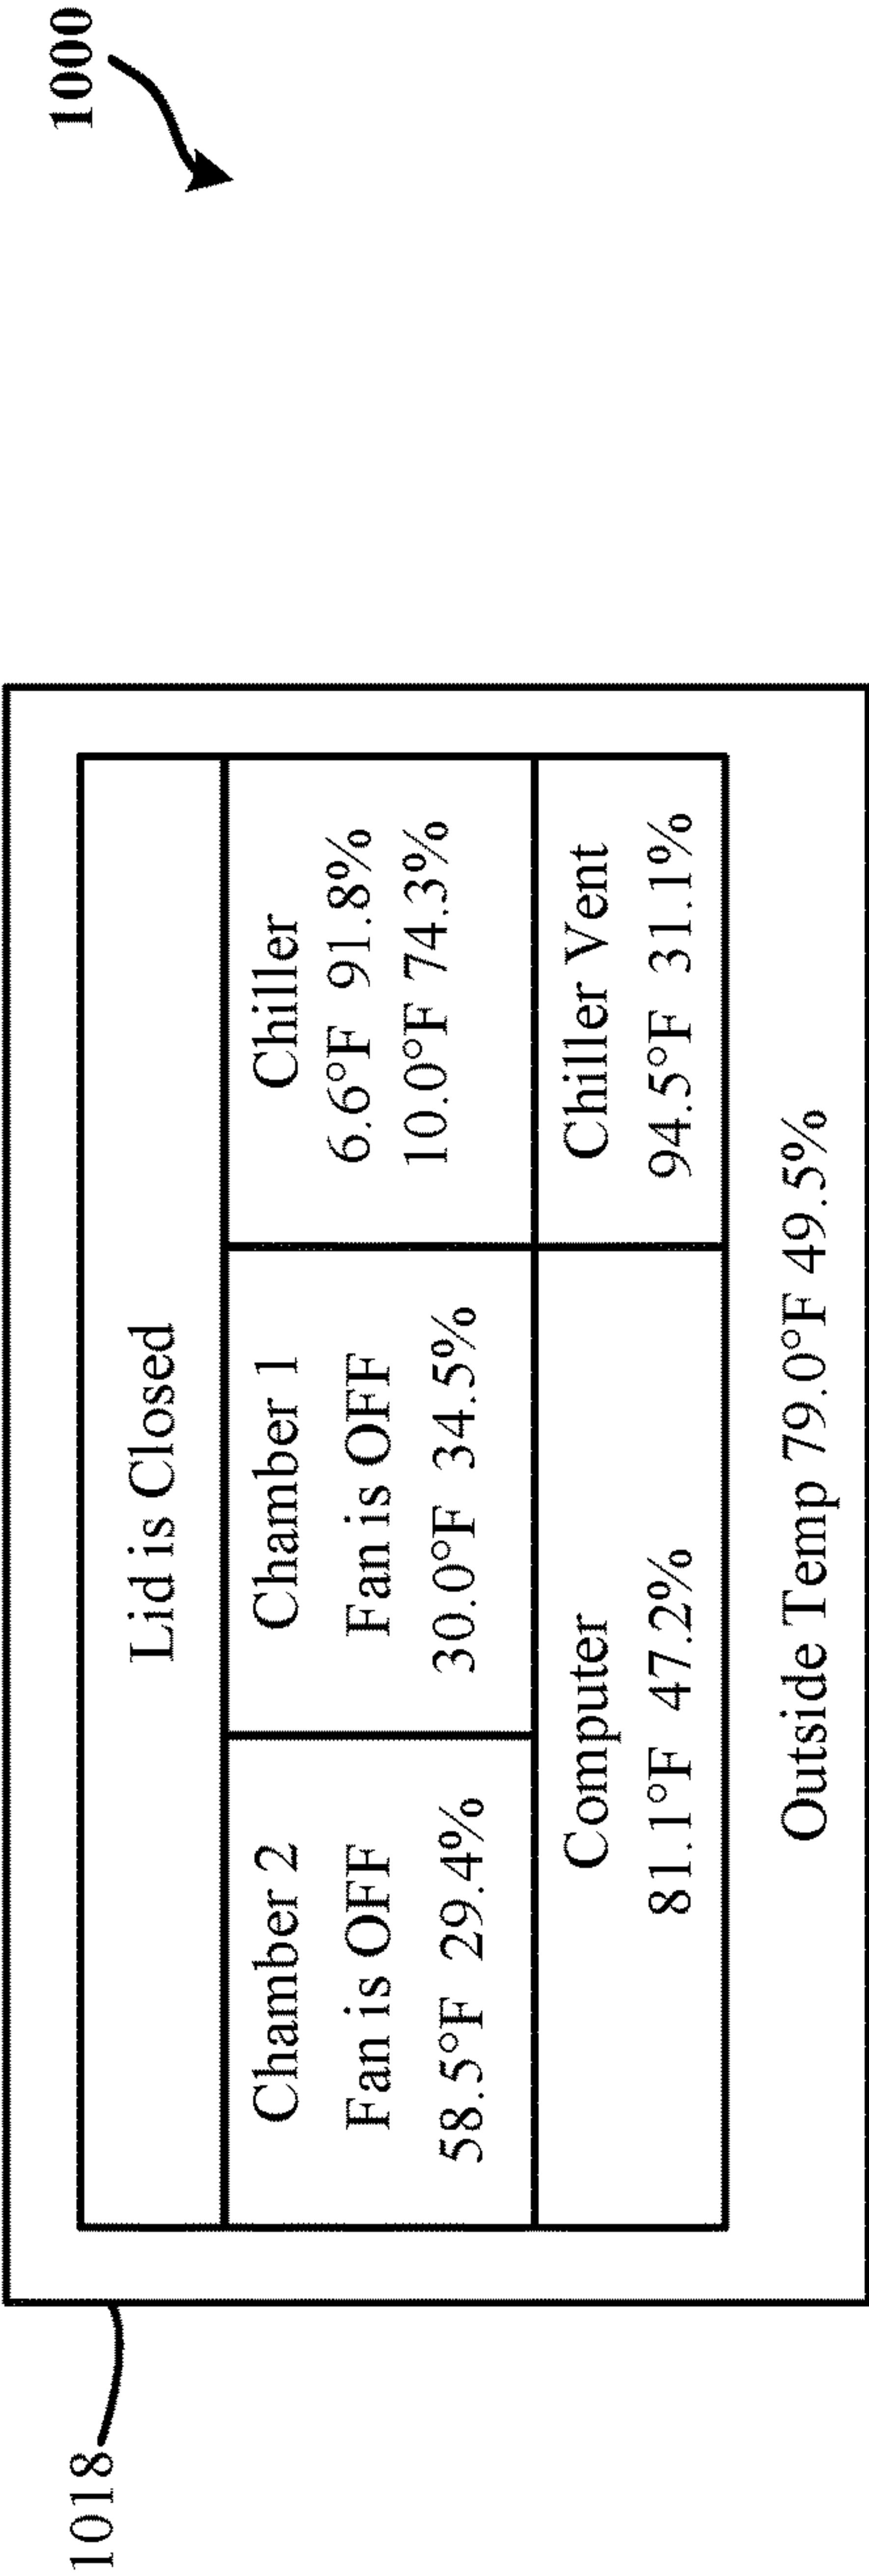 1000
1018
Lid is Closed
Chamber 2
Fan is OFF
58.5°F 29.4%
Chamber 1
Fan is OFF
30.0°F 34.5%
Chiller
6.6°F 91.8%
10.0°F 74.3%
Computer
81.1°F 47.2%
Chiller Vent
94.5°F 31.1%
Outside Temp 79.0°F 49.5%